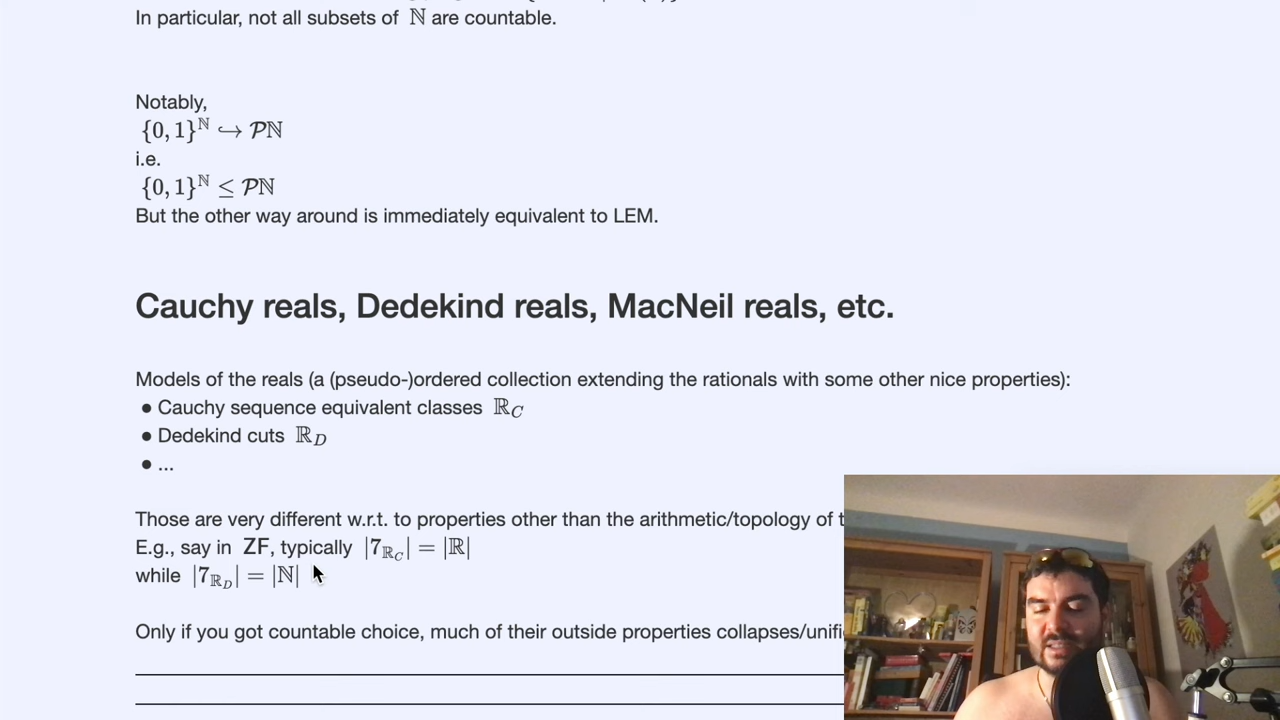 In particular, not all subsets of ℕ are countable.
Notably,
{0, 1}^ℕ ↪ 𝒫ℕ
i.e.
{0, 1}^ℕ ≤ 𝒫ℕ
But the other way around is immediately equivalent to LEM.
Cauchy reals, Dedekind reals, MacNeil reals, etc.
Models of the reals (a (pseudo-)ordered collection extending the rationals with some other nice properties):
● Cauchy sequence equivalent classes ℝ_C
● Dedekind cuts ℝ_D
● ...
Those are very different w.r.t. to properties other than the arithmetic/topology of
E.g., say in ZF, typically |7_{ℝ_C}| = |ℝ|
while |7_{ℝ_D}| = |ℕ|
Only if you got countable choice, much of their outside properties collapses/unifi